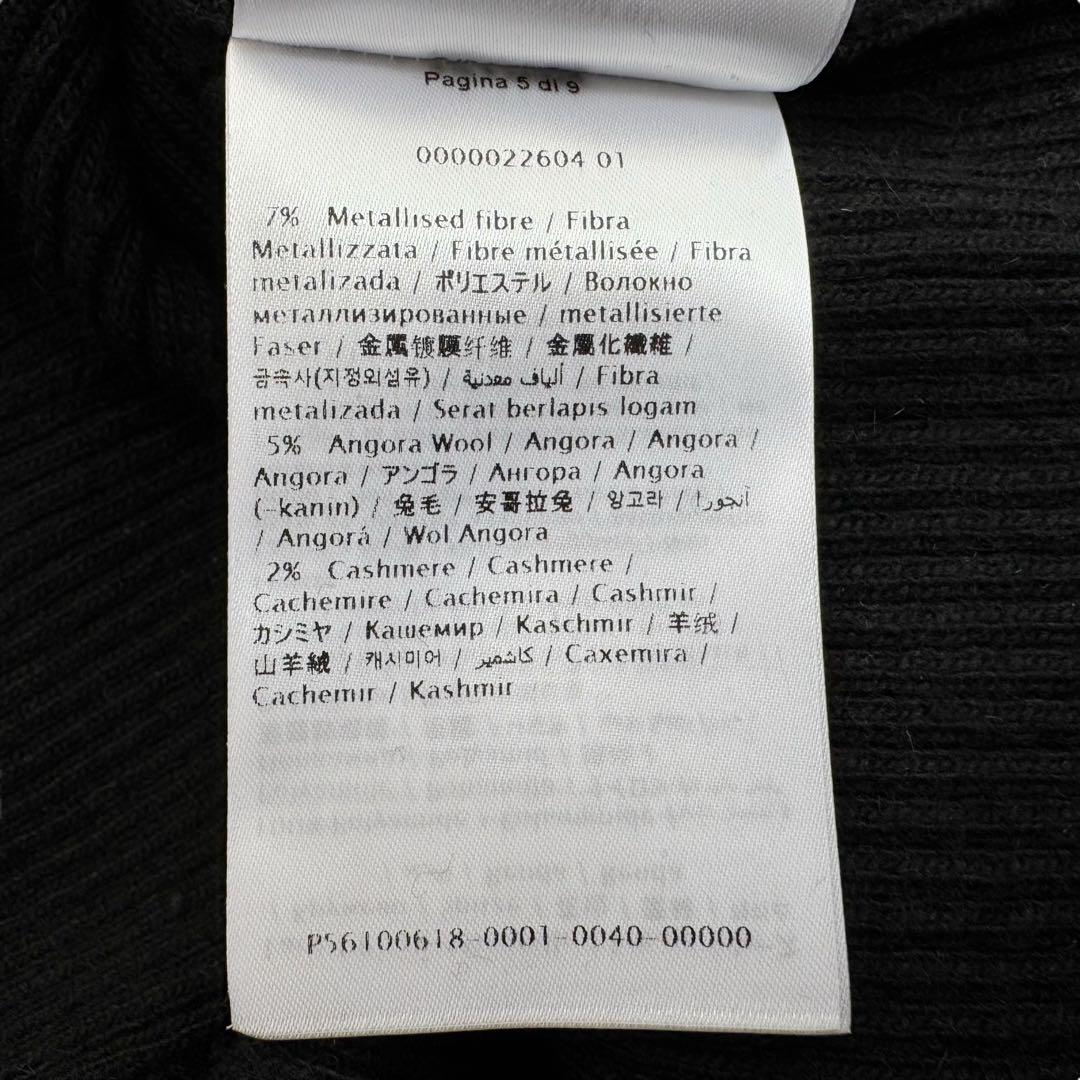 Pagina 5 di 9
0000022604 01
7% Metallised fibre / Fibra
Metallizzata / Fibre métallisée / Fibra
metalizada / ポリエステル / Волокно
металлизированные / metallisierte
Faser / 金属镀膜纤维 / 金屬化纖維 /
금속사(지정외섬유) / ألياف معدنية / Fibra
metalizada / Serat berlapis logam
5% Angora Wool / Angora / Angora /
Angora / アンゴラ / Ангора / Angora
(-kanin) / 兔毛 / 安哥拉兔 / 앙고라 / أنجورا
/ Angorá / Wol Angora
2% Cashmere / Cashmere /
Cachemire / Cachemira / Cashmir /
カシミヤ / Кашемир / Kaschmir / 羊绒 /
山羊絨 / 캐시미어 / كاشمير / Caxemira /
Cachemir / Kashmir
P56100618-0001-0040-00000